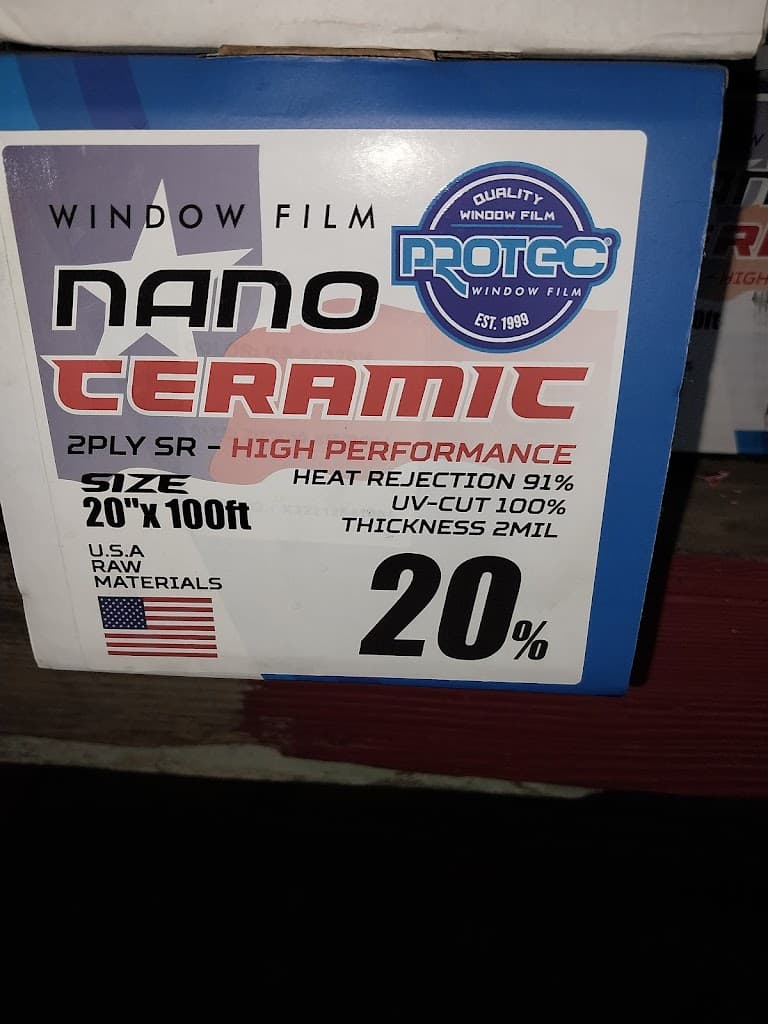 WINDOW FILM
NANO
CERAMIC
QUALITY
WINDOW FILM
PROTEC®
WINDOW FILM
EST. 1999
2PLY SR - HIGH PERFORMANCE
SIZE
20"x 100ft
HEAT REJECTION 91%
UV-CUT 100%
THICKNESS 2MIL
U.S.A
RAW
MATERIALS
20%
HIGH